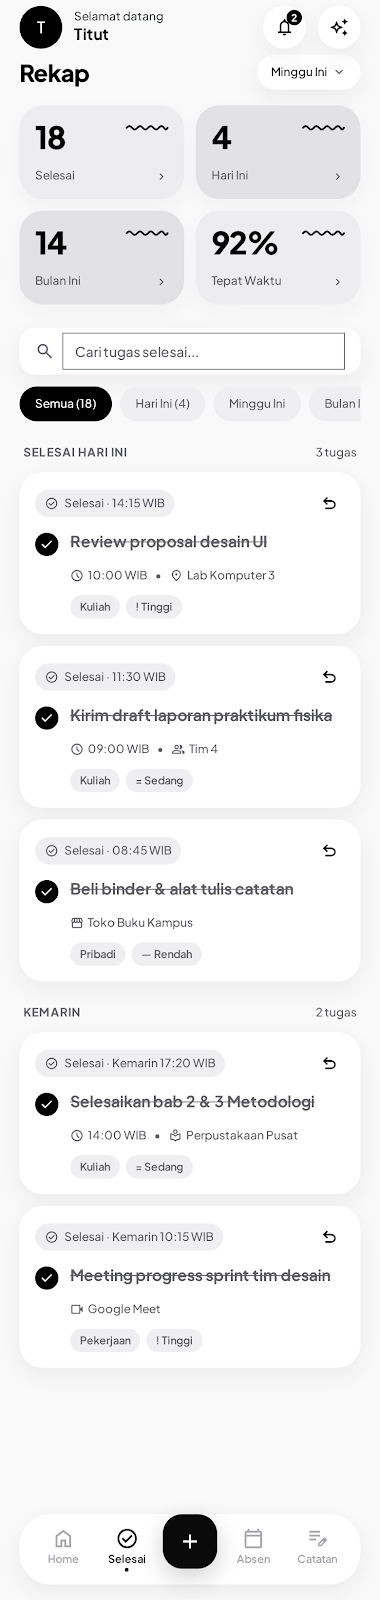 T
Selamat datang
Titut
2
Rekap
Minggu Ini
18
Selesai
4
Hari Ini
14
Bulan Ini
92%
Tepat Waktu
Cari tugas selesai...
Semua (18)
Hari Ini (4)
Minggu Ini
Bulan I
SELESAI HARI INI
3 tugas
Selesai · 14:15 WIB
Review proposal desain UI
10:00 WIB • Lab Komputer 3
Kuliah
! Tinggi
Selesai · 11:30 WIB
Kirim draft laporan praktikum fisika
09:00 WIB • Tim 4
Kuliah
= Sedang
Selesai · 08:45 WIB
Beli binder & alat tulis catatan
Toko Buku Kampus
Pribadi
— Rendah
KEMARIN
2 tugas
Selesai · Kemarin 17:20 WIB
Selesaikan bab 2 & 3 Metodologi
14:00 WIB • Perpustakaan Pusat
Kuliah
= Sedang
Selesai · Kemarin 10:15 WIB
Meeting progress sprint tim desain
Google Meet
Pekerjaan
! Tinggi
Home
Selesai
+
Absen
Catatan